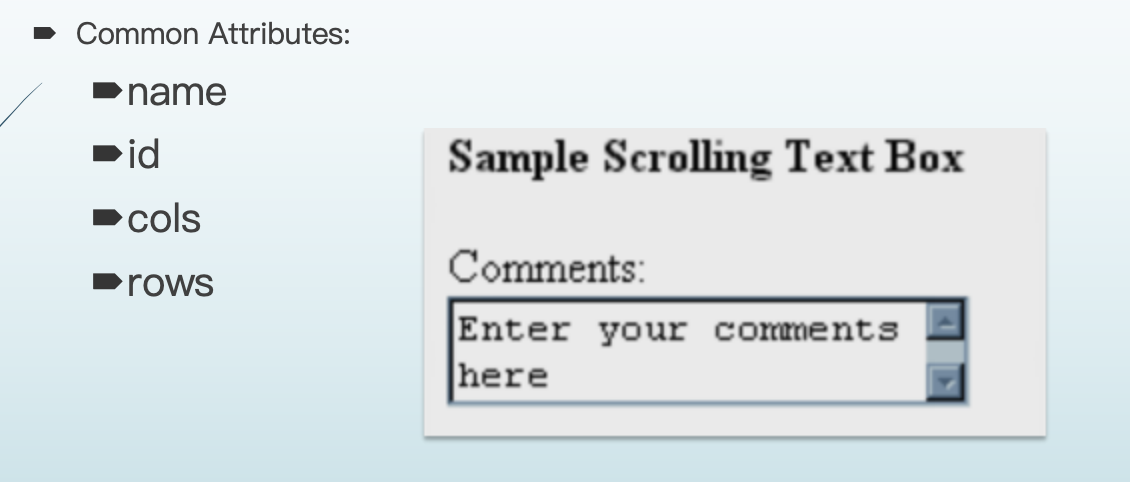 Common Attributes:
name
id
cols
rows
Sample Scrolling Text Box
Comments:
Enter your comments
here